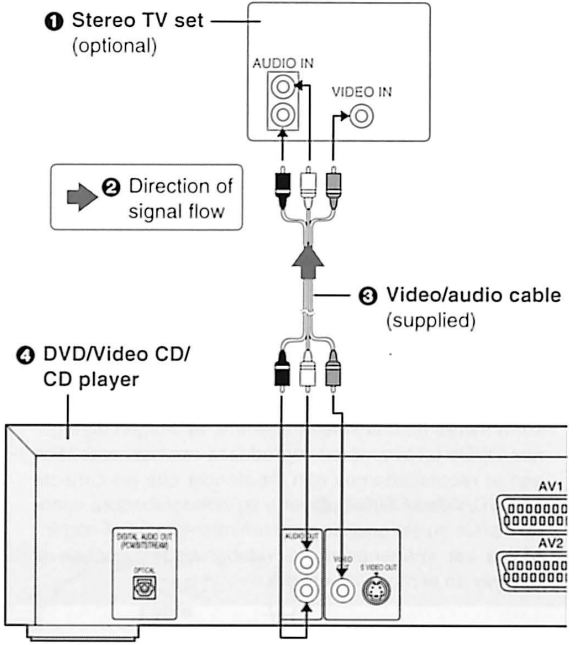 ❶ Stereo TV set
(optional)
AUDIO IN
VIDEO IN
❷ Direction of
signal flow
❸ Video/audio cable
(supplied)
❹ DVD/Video CD/
CD player
AV1
AV2
DIGITAL AUDIO OUT
(PCM/BITSTREAM)
OPTICAL
AUDIO OUT
VIDEO
OUT
S VIDEO OUT